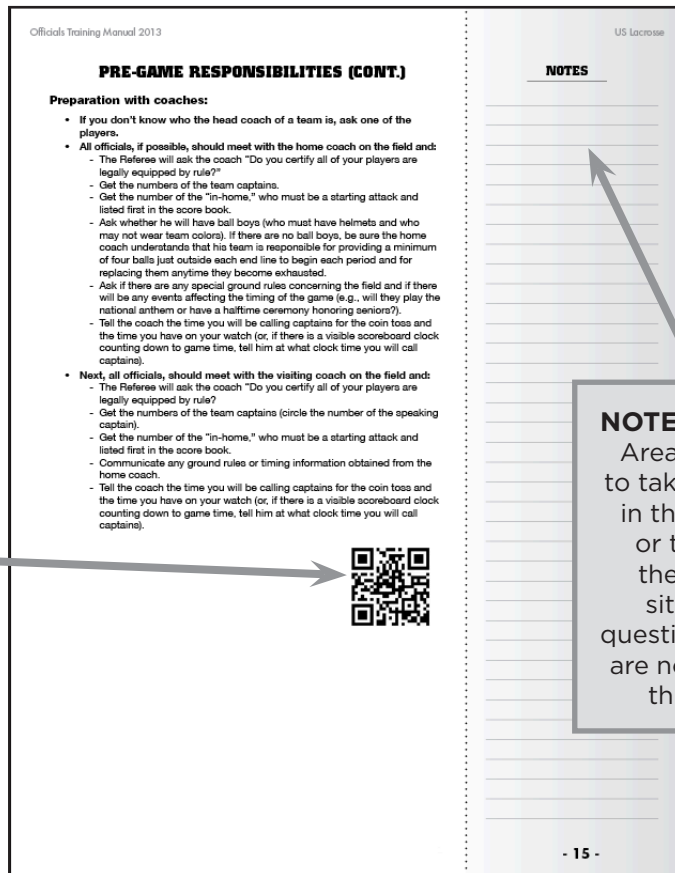 Officials Training Manual 2013
US Lacrosse
PRE-GAME RESPONSIBILITIES (CONT.)
Preparation with coaches:
• If you don't know who the head coach of a team is, ask one of the
players.
• All officials, if possible, should meet with the home coach on the field and:
- The Referee will ask the coach "Do you certify all of your players are
legally equipped by rule?"
- Get the numbers of the team captains.
- Get the number of the "in-home," who must be a starting attack and
listed first in the score book.
- Ask whether he will have ball boys (who must have helmets and who
may not wear team colors). If there are no ball boys, be sure the home
coach understands that his team is responsible for providing a minimum
of four balls just outside each end line to begin each period and for
replacing them anytime they become exhausted.
- Ask if there are any special ground rules concerning the field and if there
will be any events affecting the timing of the game (e.g., will they play the
national anthem or have a halftime ceremony honoring seniors?).
- Tell the coach the time you will be calling captains for the coin toss and
the time you have on your watch (or, if there is a visible scoreboard clock
counting down to game time, tell him at what clock time you will call
captains).
• Next, all officials, should meet with the visiting coach on the field and:
- The Referee will ask the coach "Do you certify all of your players are
legally equipped by rule?
- Get the numbers of the team captains (circle the number of the speaking
captain).
- Get the number of the "in-home," who must be a starting attack and
listed first in the score book.
- Communicate any ground rules or timing information obtained from the
home coach.
- Tell the coach the time you will be calling captains for the coin toss and
the time you have on your watch (or, if there is a visible scoreboard clock
counting down to game time, tell him at what clock time you will call
captains).
NOTES
NOTE
Area
to tak
in th
or t
the
sit
questi
are n
th
- 15 -